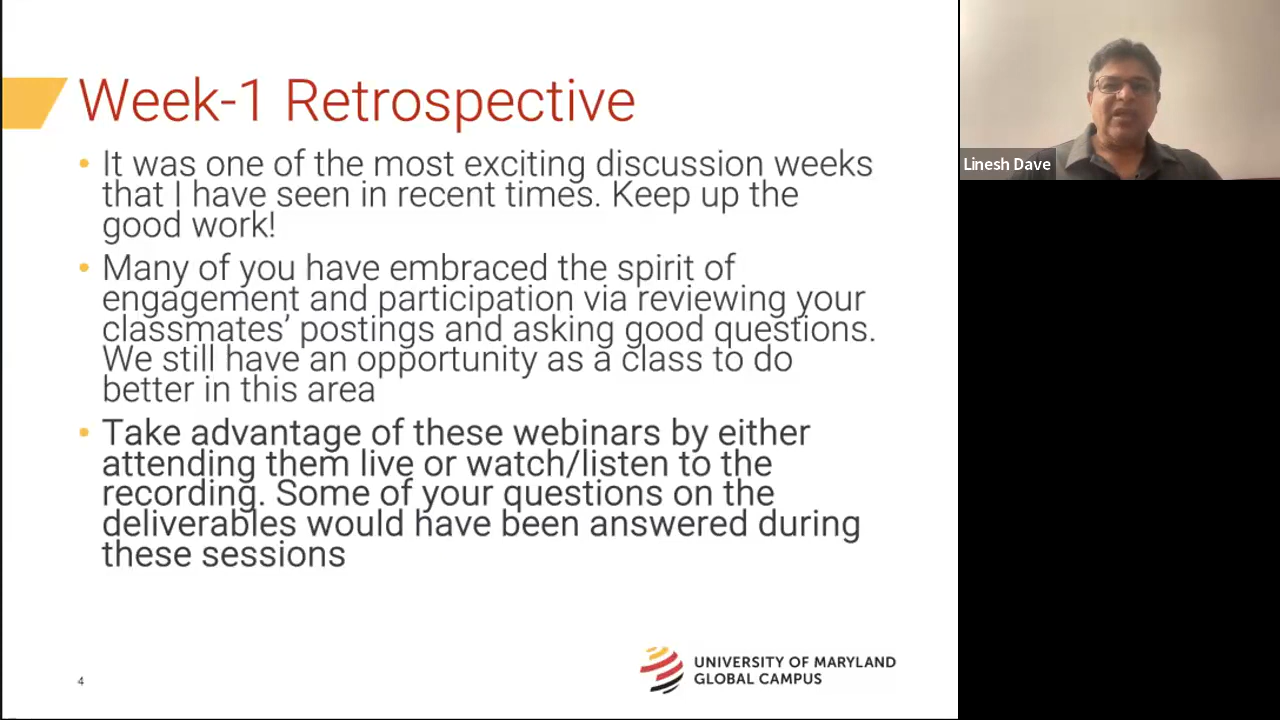 Week-1 Retrospective
• It was one of the most exciting discussion weeks
that I have seen in recent times. Keep up the
good work!
• Many of you have embraced the spirit of
engagement and participation via reviewing your
classmates’ postings and asking good questions.
We still have an opportunity as a class to do
better in this area
• Take advantage of these webinars by either
attending them live or watch/listen to the
recording. Some of your questions on the
deliverables would have been answered during
these sessions
4
UNIVERSITY OF MARYLAND
GLOBAL CAMPUS
Linesh Dave